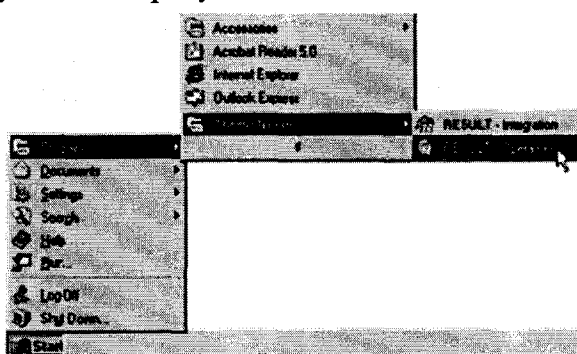 Accessories
Acrobat Reader 5.0
Internet Explorer
Outlook Express
RESULT - Integration
Documents
Settings
Search
Help
Run...
Log Off
Shut Down...
Start